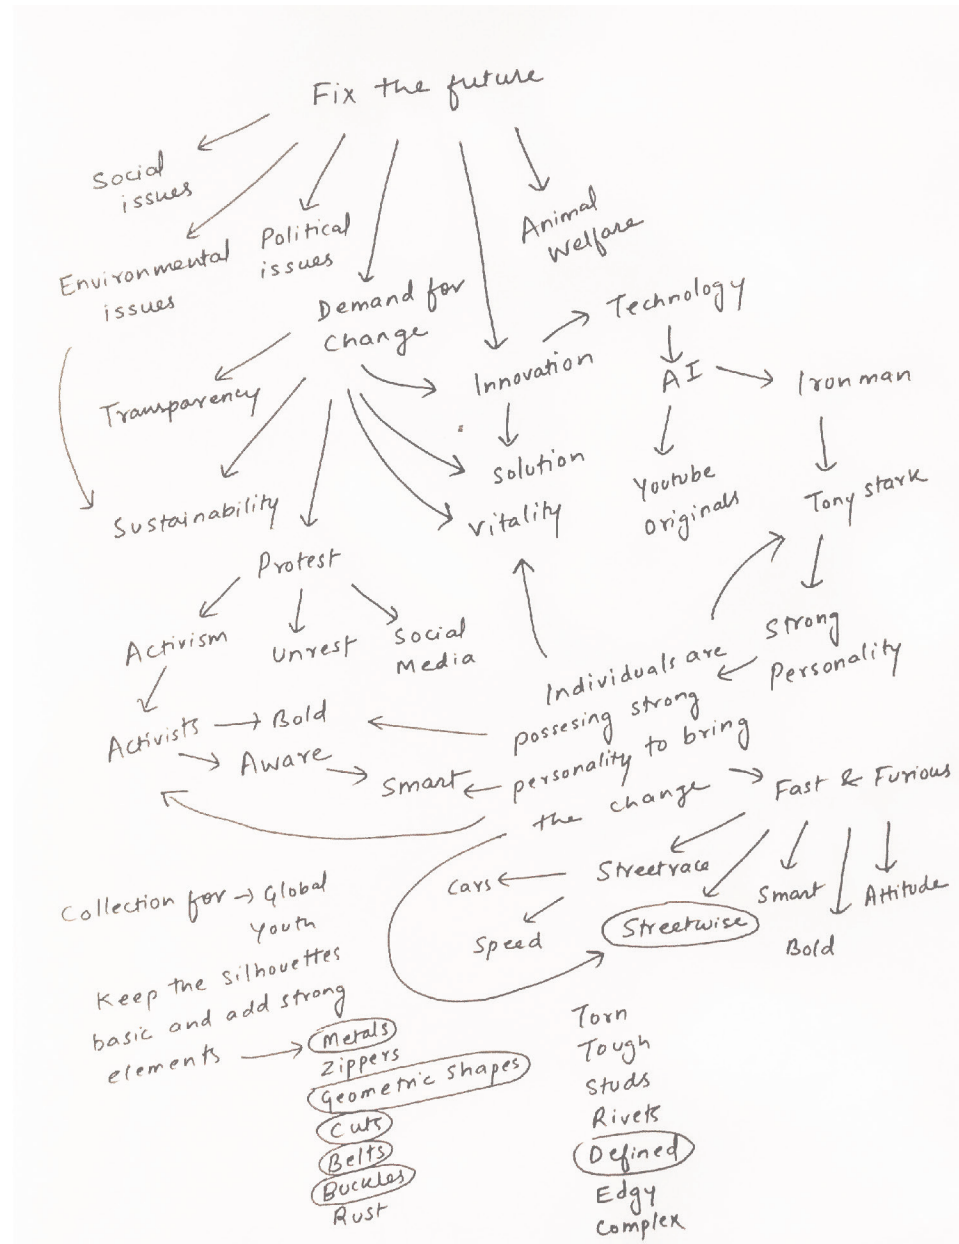 Fix the future
Social
issues
Environmental
issues
Political
issues
Animal
Welfare
Demand for
Change
Technology
Innovation
AI
Iron man
Transparency
Solution
Youtube
Originals
Tony stark
Sustainability
Vitality
Protest
Activism
Unrest
Social
Media
Strong
Personality
Individuals are
possesing strong
personality to bring
the change
Activists
Bold
Aware
Smart
Fast & Furious
Streetrace
Cars
Speed
Streetwise
Smart
Bold
Attitude
Collection for → Global
Youth
Keep the silhouettes
basic and add strong
elements
Metals
Zippers
Geometric shapes
Cuts
Belts
Buckles
Rust
Torn
Tough
Studs
Rivets
Defined
Edgy
Complex